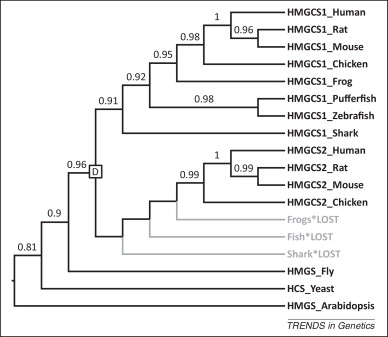 HMGCS1_Human
1
0.96
HMGCS1_Rat
0.98
HMGCS1_Mouse
0.95
HMGCS1_Chicken
0.92
HMGCS1_Frog
0.98
HMGCS1_Pufferfish
0.91
HMGCS1_Zebrafish
HMGCS1_Shark
HMGCS2_Human
1
0.96
D
0.99
HMGCS2_Rat
0.99
HMGCS2_Mouse
HMGCS2_Chicken
0.9
Frogs*LOST
Fish*LOST
0.81
Shark*LOST
HMGS_Fly
HCS_Yeast
HMGS_Arabidopsis
TRENDS in Genetics